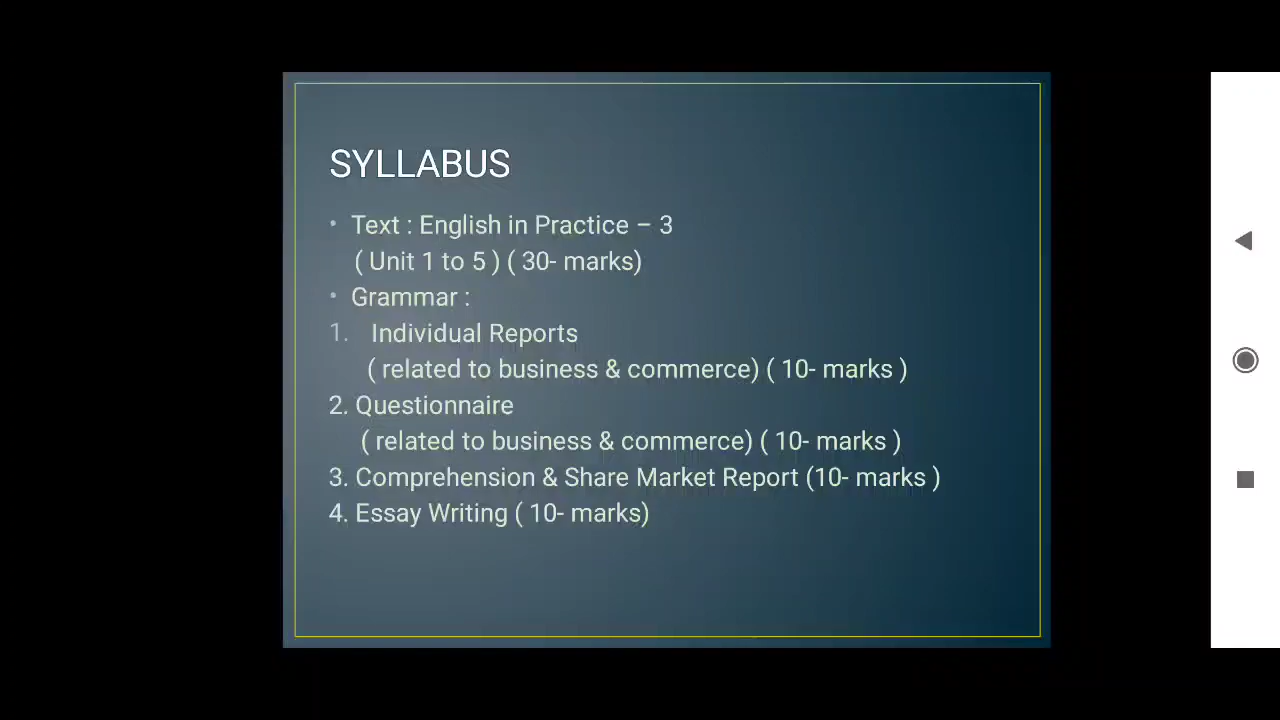 SYLLABUS
• Text : English in Practice – 3
( Unit 1 to 5 ) ( 30- marks)
• Grammar :
1. Individual Reports
( related to business & commerce) ( 10- marks )
2. Questionnaire
( related to business & commerce) ( 10- marks )
3. Comprehension & Share Market Report (10- marks )
4. Essay Writing ( 10- marks)